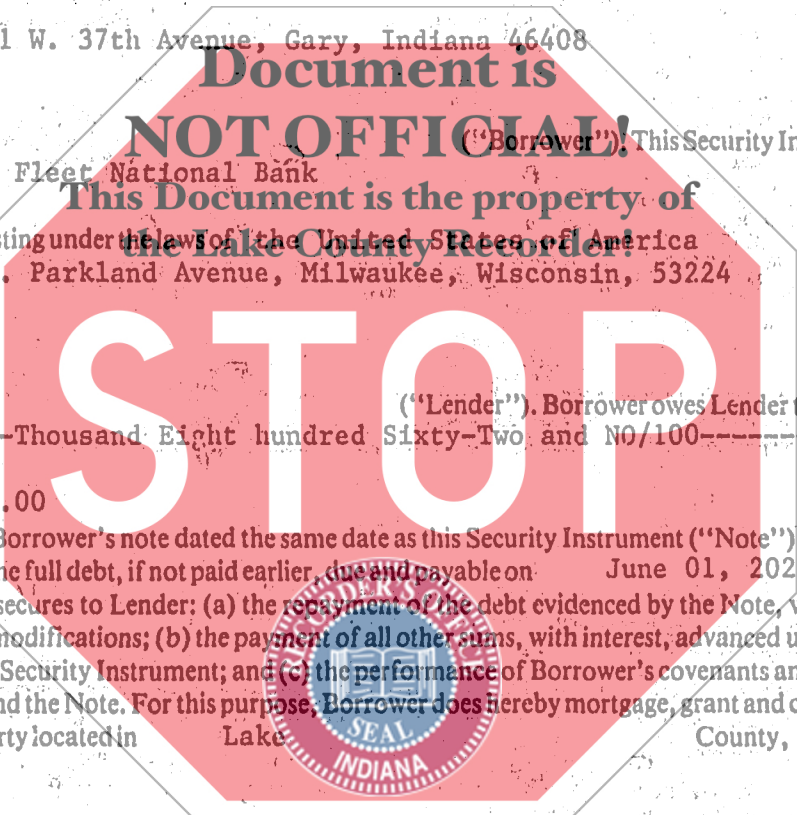 1 W. 37th Avenue, Gary, Indiana 46408
Document is
NOT OFFICIAL!
("Borrower"). This Security In
Fleet National Bank
This Document is the property of
ting under the laws of the United States of America
the Lake County Recorder!
. Parkland Avenue, Milwaukee, Wisconsin, 53224
STOP
("Lender"). Borrower owes Lender t
-Thousand Eight hundred Sixty-Two and NO/100-------
.00
Borrower's note dated the same date as this Security Instrument ("Note")
he full debt, if not paid earlier, due and payable on June 01, 202
secures to Lender: (a) the repayment of the debt evidenced by the Note, w
modifications; (b) the payment of all other sums, with interest, advanced u
Security Instrument; and (c) the performance of Borrower's covenants an
nd the Note. For this purpose, Borrower does hereby mortgage, grant and c
rty located in Lake County,
RECORDER'S OFFICE
SEAL
INDIANA